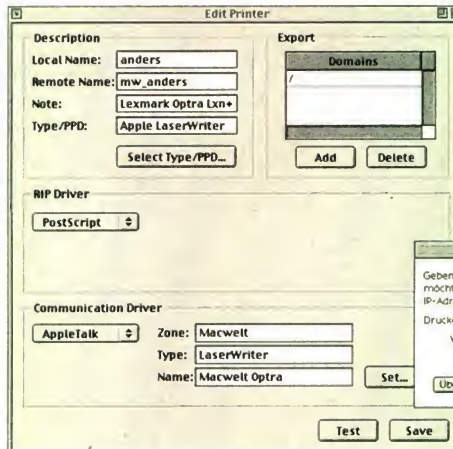 Edit Printer
Description
Local Name: anders
Remote Name: mw_anders
Note: Lexmark Optra Lxn+
Type/PPD: Apple LaserWriter
Select Type/PPD...
Export
Domains
/
Add Delete
RIP Driver
PostScript
Communication Driver
AppleTalk
Zone: Macwelt
Type: LaserWriter
Name: Macwelt Optra
Set...
Test Save
Geben
möcht
IP-Adr
Drucke